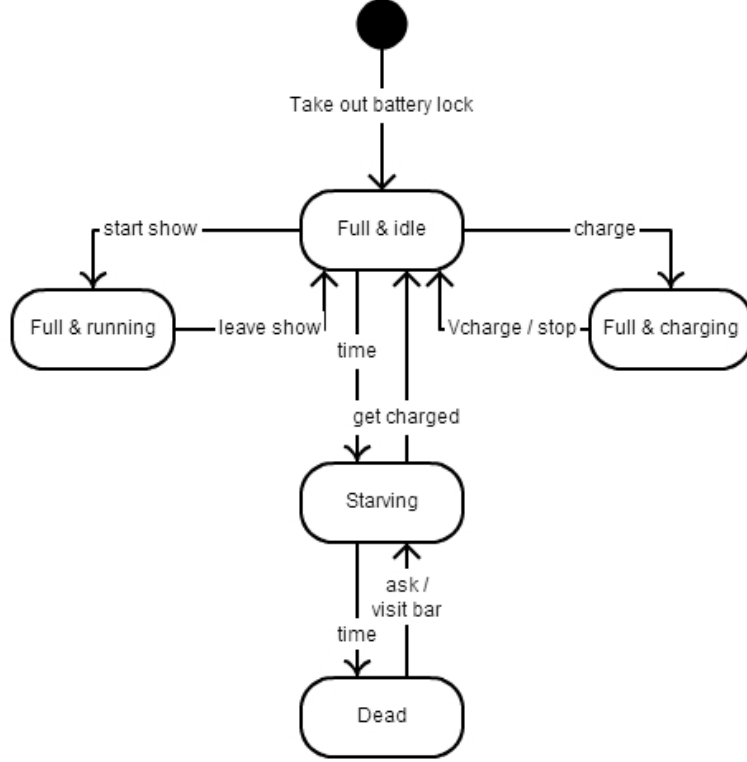 Take out battery lock
Full & idle
start show
charge
Full & running
leave show
Vcharge / stop
Full & charging
time
get charged
Starving
ask /
visit bar
time
Dead